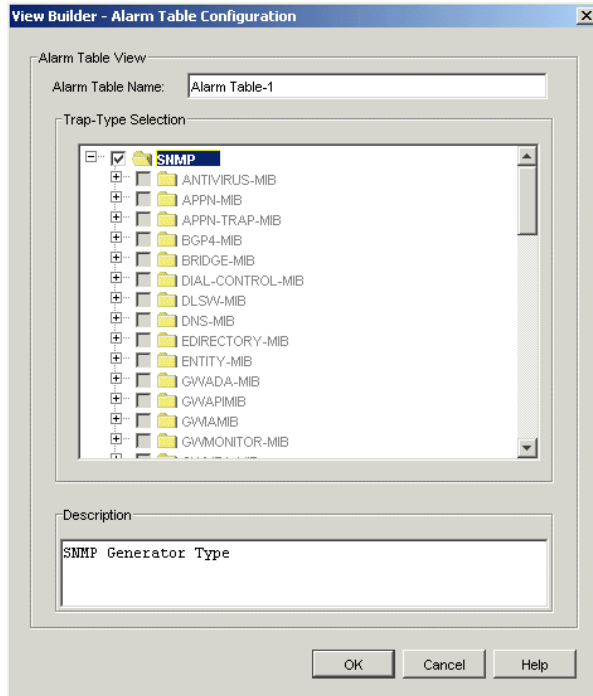 View Builder - Alarm Table Configuration
Alarm Table View
Alarm Table Name: Alarm Table-1
Trap-Type Selection
SNMP
ANTIVIRUS-MIB
APPN-MIB
APPN-TRAP-MIB
BGP4-MIB
BRIDGE-MIB
DIAL-CONTROL-MIB
DLSW-MIB
DNS-MIB
EDIRECTORY-MIB
ENTITY-MIB
GWADA-MIB
GWAPIMIB
GWIAMIB
GWMONITOR-MIB
Description
SNMP Generator Type
OK Cancel Help